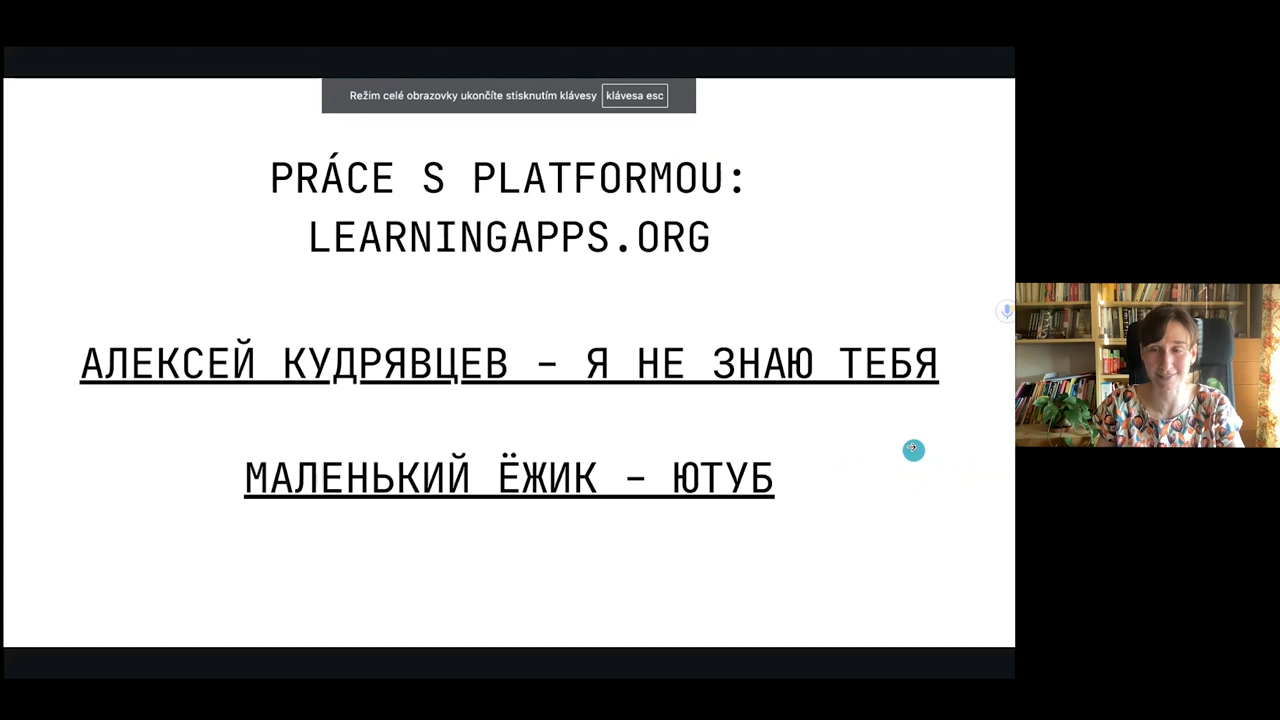 Režim celé obrazovky ukončíte stisknutím klávesy klávesa esc
PRÁCE S PLATFORMOU:
LEARNINGAPPS.ORG
АЛЕКСЕЙ КУДРЯВЦЕВ – Я НЕ ЗНАЮ ТЕБЯ
МАЛЕНЬКИЙ ЁЖИК – ЮТУБ